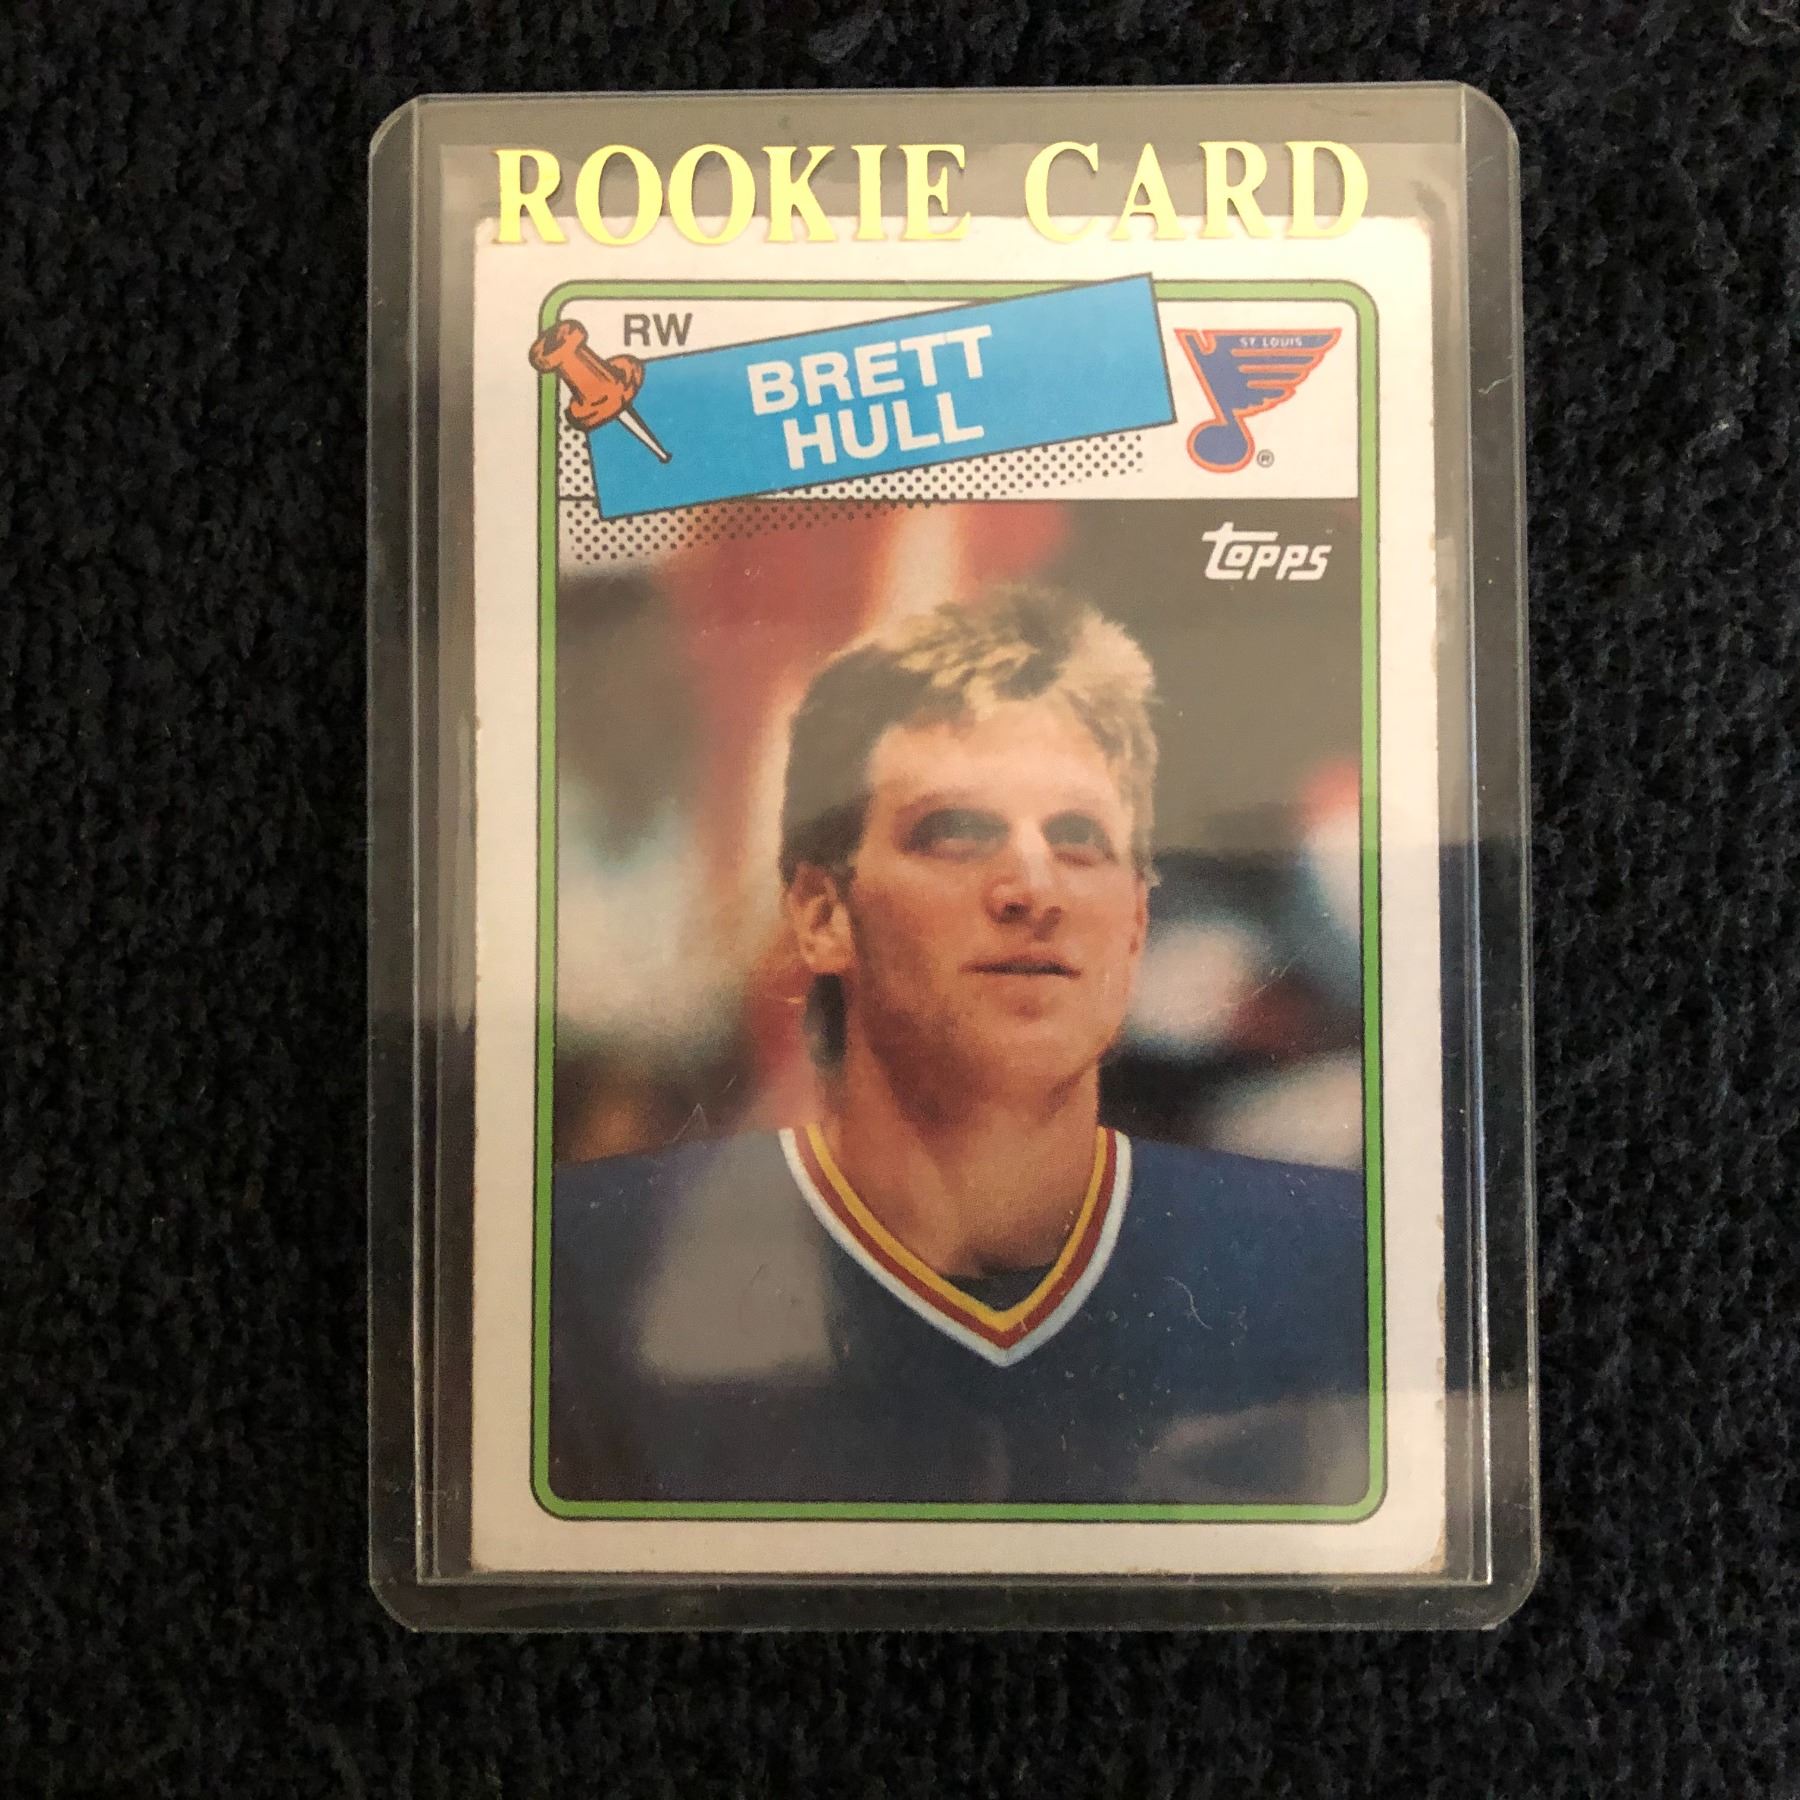 ROOKIE CARD
RW
BRETT
HULL
ST. LOUIS
®
topps